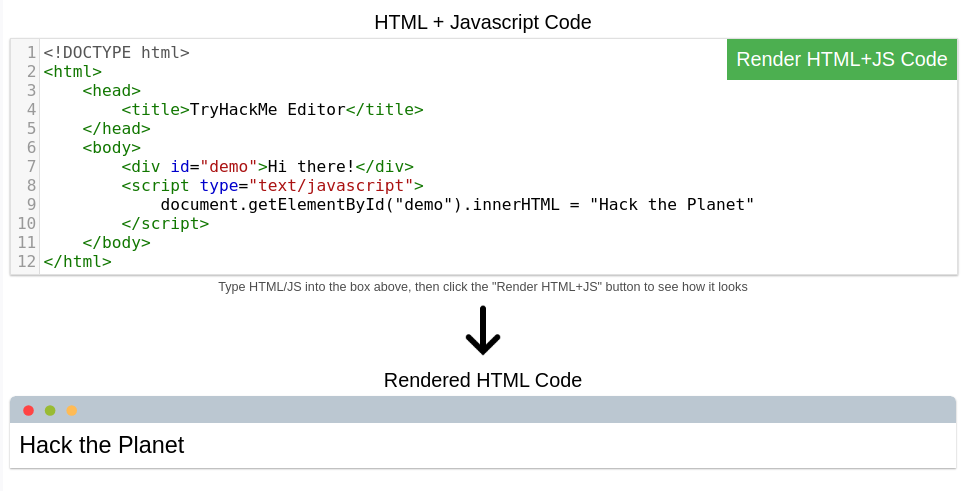 HTML + Javascript Code
Render HTML+JS Code
1 <!DOCTYPE html>
2 <html>
3     <head>
4         <title>TryHackMe Editor</title>
5     </head>
6     <body>
7         <div id="demo">Hi there!</div>
8         <script type="text/javascript">
9             document.getElementById("demo").innerHTML = "Hack the Planet"
10         </script>
11     </body>
12 </html>
Type HTML/JS into the box above, then click the "Render HTML+JS" button to see how it looks
Rendered HTML Code
Hack the Planet